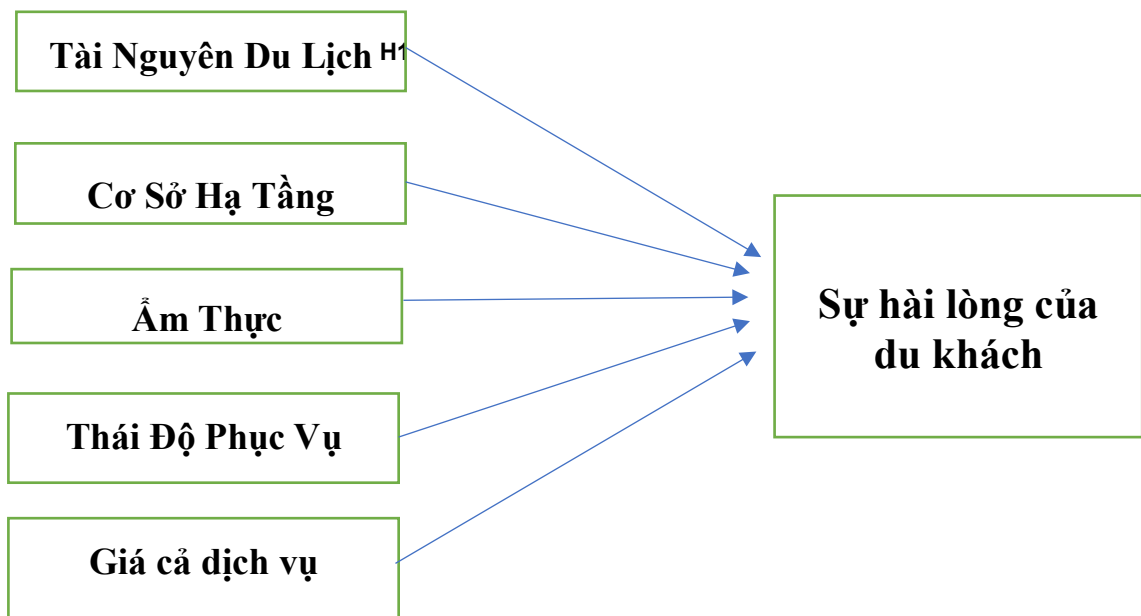 Tài Nguyên Du Lịch H1
Cơ Sở Hạ Tầng
Ẩm Thực
Thái Độ Phục Vụ
Giá cả dịch vụ
Sự hài lòng của
du khách